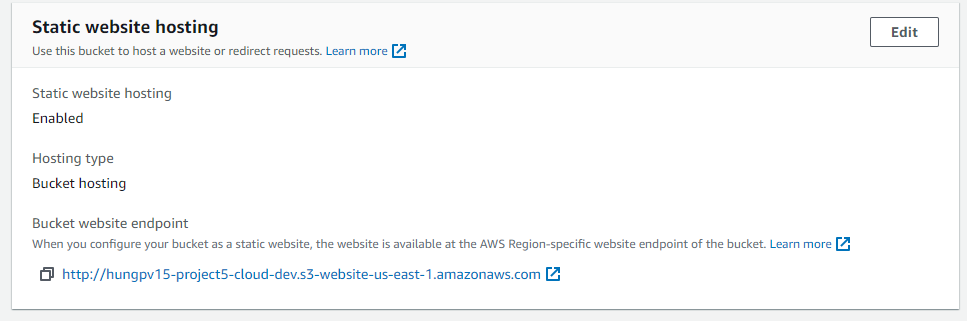 Static website hosting
Edit
Use this bucket to host a website or redirect requests. Learn more
Static website hosting
Enabled
Hosting type
Bucket hosting
Bucket website endpoint
When you configure your bucket as a static website, the website is available at the AWS Region-specific website endpoint of the bucket. Learn more
http://hungpv15-project5-cloud-dev.s3-website-us-east-1.amazonaws.com